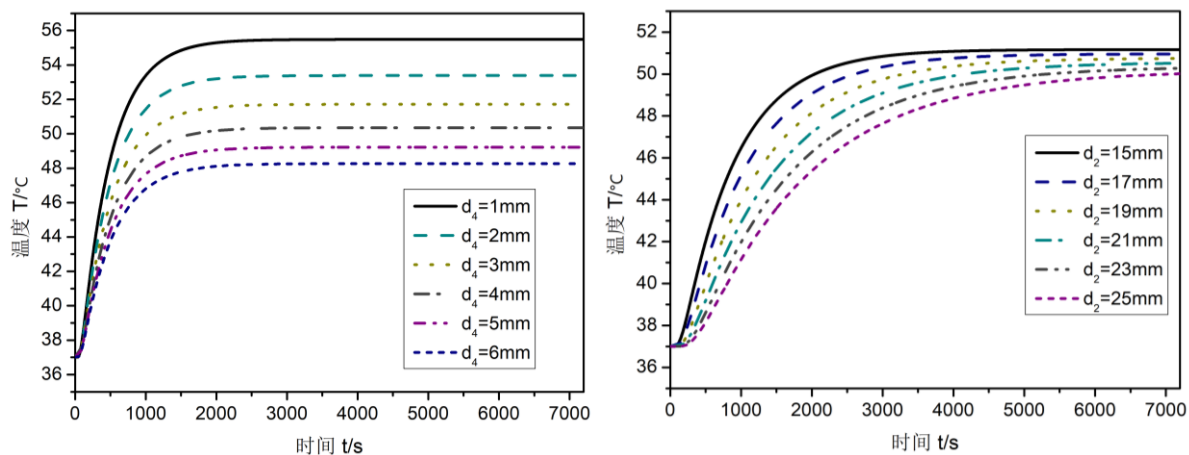 56
54
52
50
48
46
44
42
40
38
36
温度 T/°C
0
1000
2000
3000
4000
5000
6000
7000
时间 t/s
d4=1mm
d4=2mm
d4=3mm
d4=4mm
d4=5mm
d4=6mm
52
50
48
46
44
42
40
38
36
温度 T/°C
0
1000
2000
3000
4000
5000
6000
7000
时间 t/s
d2=15mm
d2=17mm
d2=19mm
d2=21mm
d2=23mm
d2=25mm